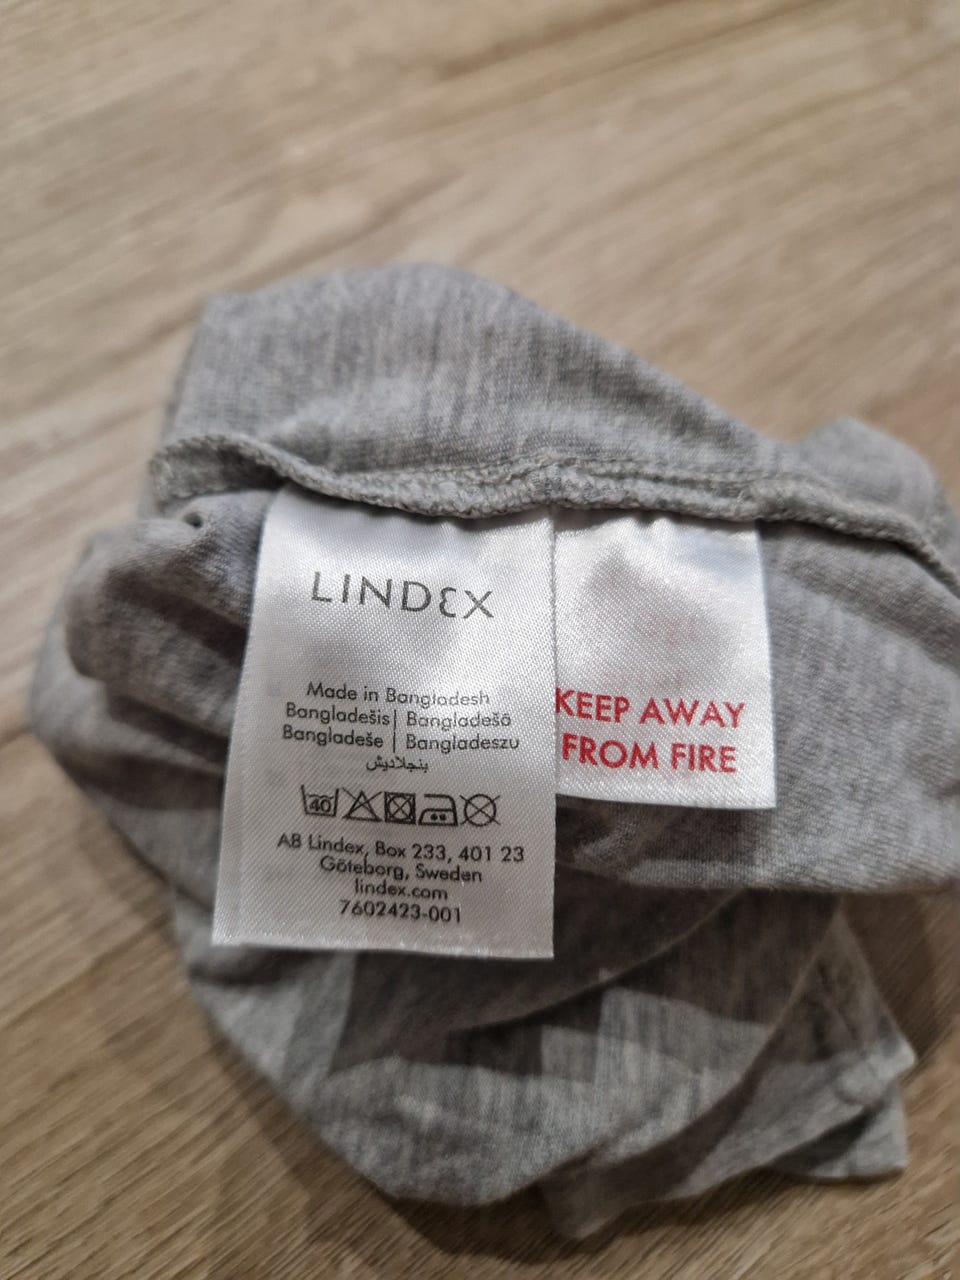 LINDEX
Made in Bangladesh
Bangladešis | Bangladešā
Bangladeše | Bangladeszu
بنجلاديش
40
AB Lindex, Box 233, 401 23
Göteborg, Sweden
lindex.com
7602423-001
KEEP AWAY
FROM FIRE